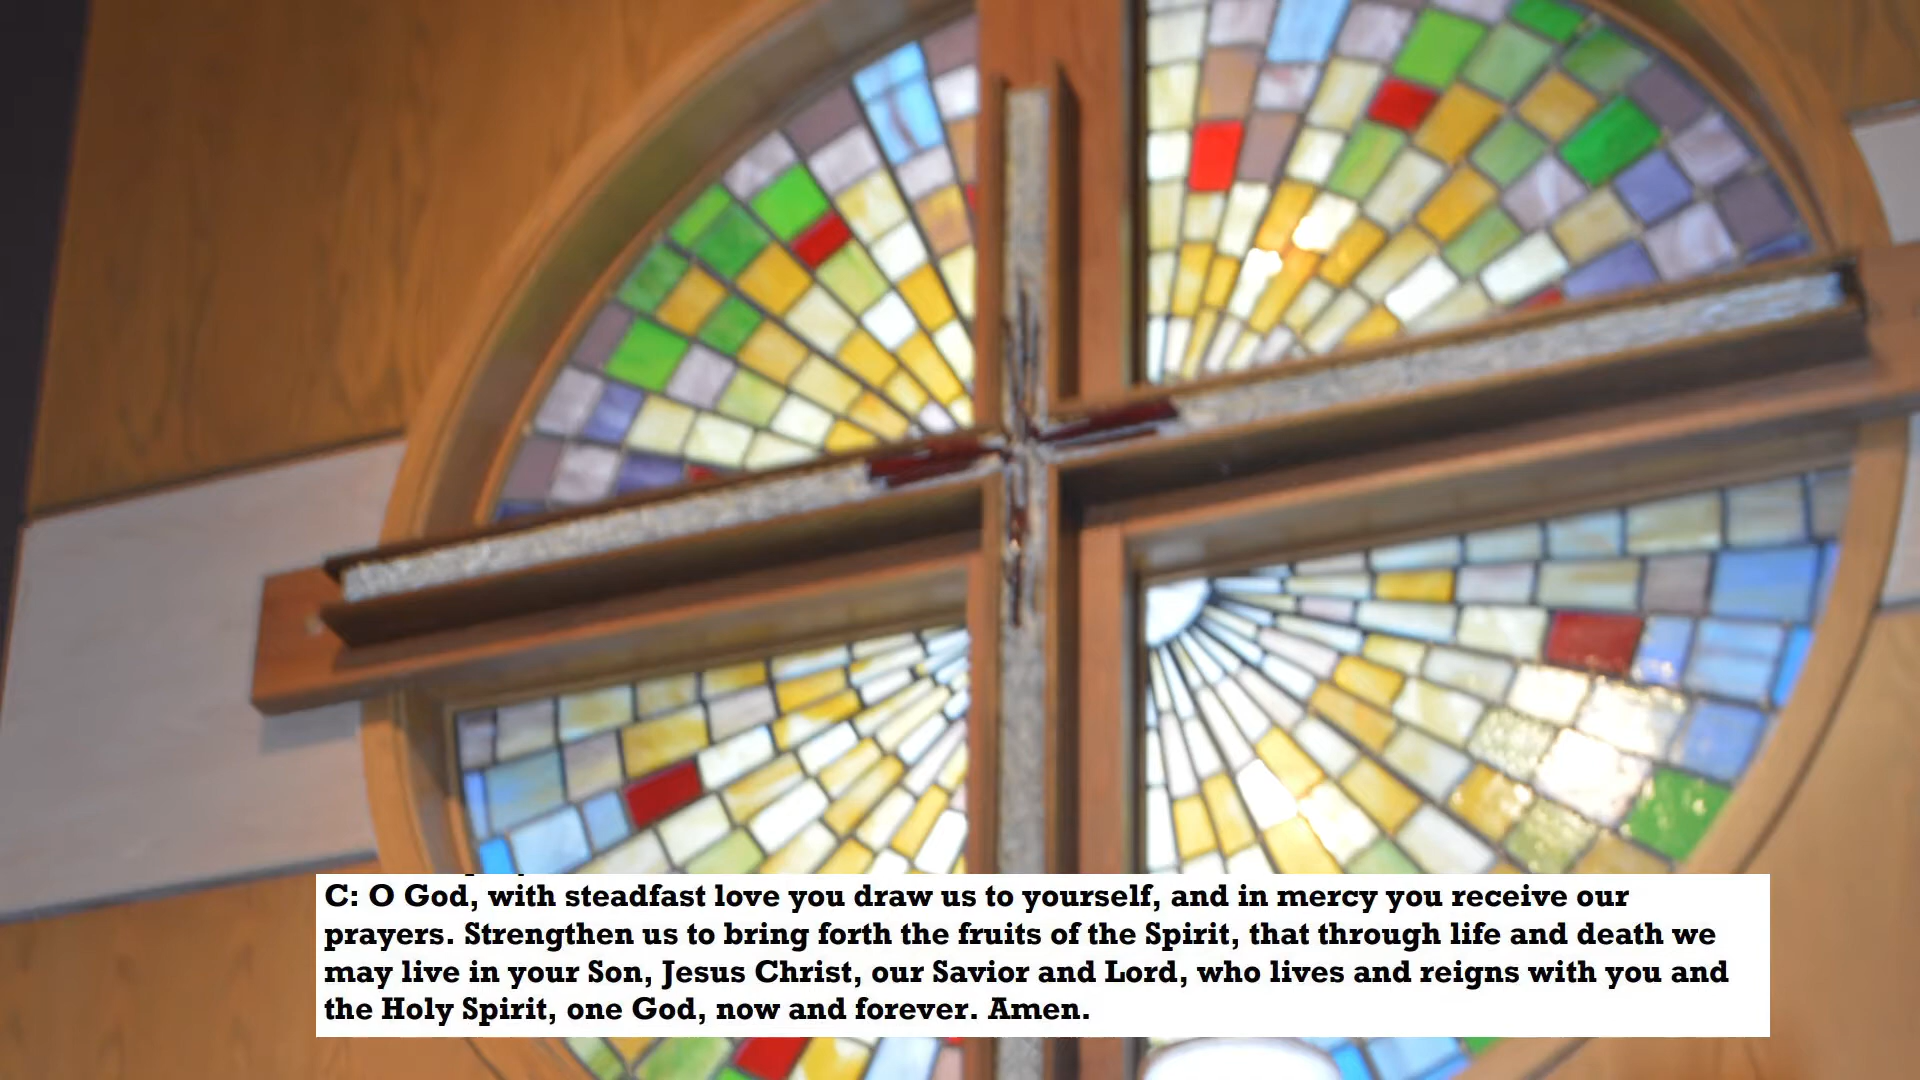 C: O God, with steadfast love you draw us to yourself, and in mercy you receive our
prayers. Strengthen us to bring forth the fruits of the Spirit, that through life and death we
may live in your Son, Jesus Christ, our Savior and Lord, who lives and reigns with you and
the Holy Spirit, one God, now and forever. Amen.